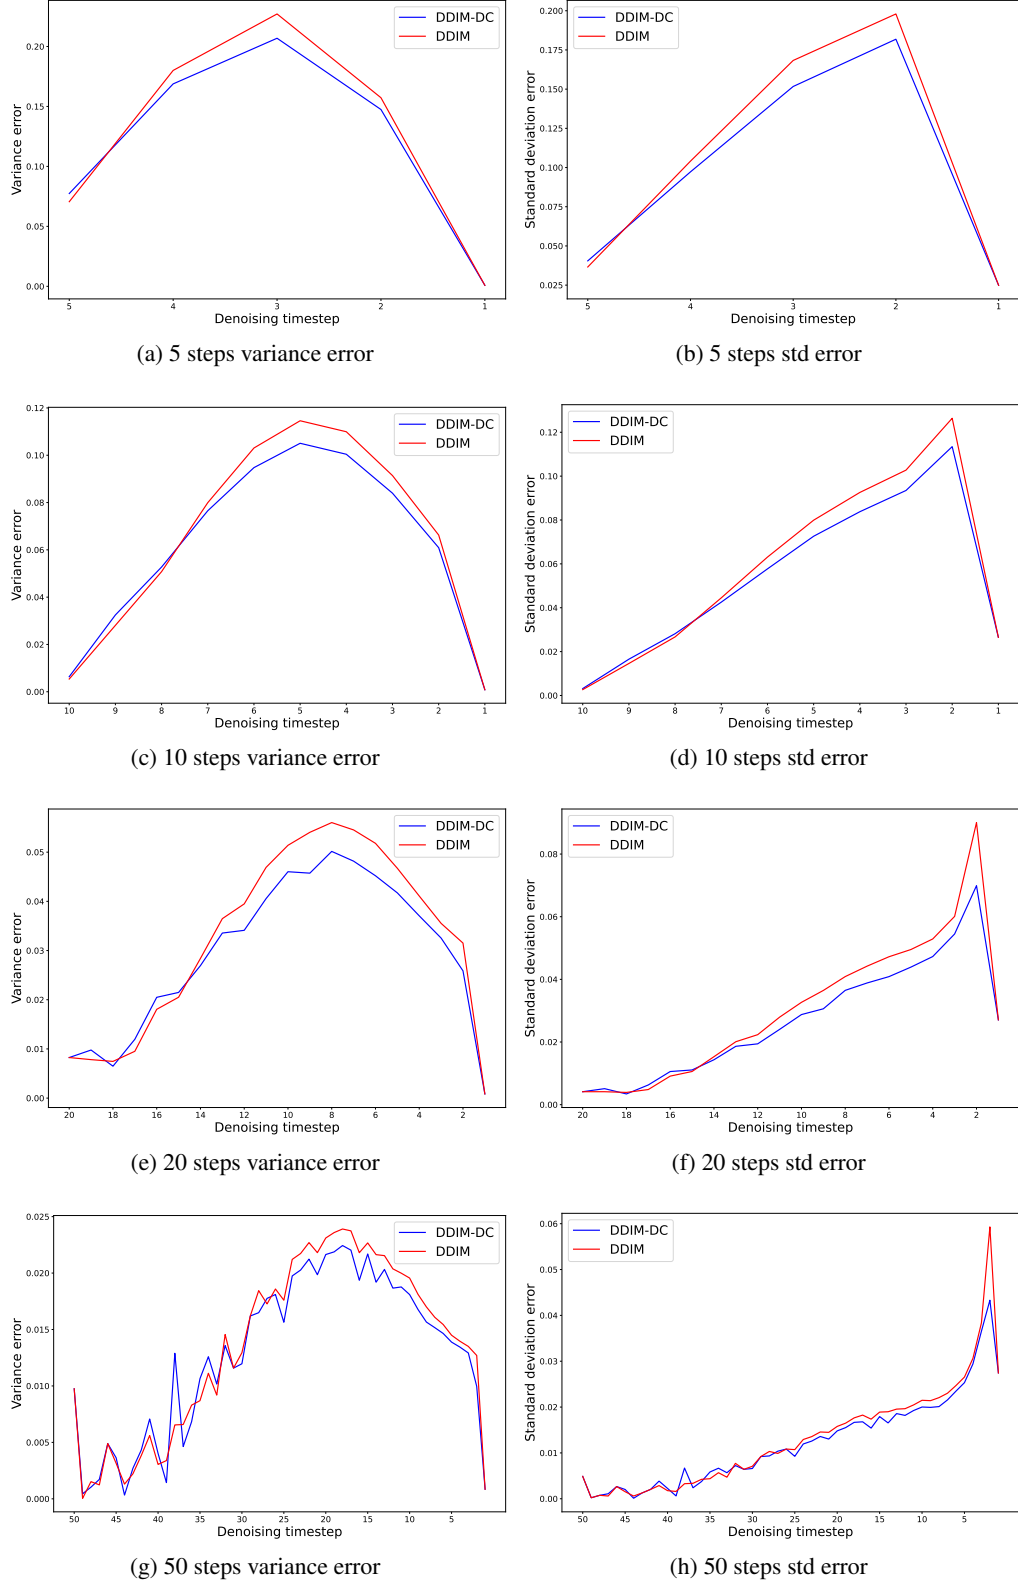 DDIM-DC
DDIM
0.20
0.15
0.10
0.05
0.00
Variance error
5 4 3 2 1
Denoising timestep
(a) 5 steps variance error
DDIM-DC
DDIM
0.200
0.175
0.150
0.125
0.100
0.075
0.050
0.025
Standard deviation error
5 4 3 2 1
Denoising timestep
(b) 5 steps std error
DDIM-DC
DDIM
0.12
0.10
0.08
0.06
0.04
0.02
0.00
Variance error
10 9 8 7 6 5 4 3 2 1
Denoising timestep
(c) 10 steps variance error
DDIM-DC
DDIM
0.12
0.10
0.08
0.06
0.04
0.02
0.00
Standard deviation error
10 9 8 7 6 5 4 3 2 1
Denoising timestep
(d) 10 steps std error
DDIM-DC
DDIM
0.05
0.04
0.03
0.02
0.01
0.00
Variance error
20 18 16 14 12 10 8 6 4 2
Denoising timestep
(e) 20 steps variance error
DDIM-DC
DDIM
0.08
0.06
0.04
0.02
0.00
Standard deviation error
20 18 16 14 12 10 8 6 4 2
Denoising timestep
(f) 20 steps std error
DDIM-DC
DDIM
0.025
0.020
0.015
0.010
0.005
0.000
Variance error
50 45 40 35 30 25 20 15 10 5
Denoising timestep
(g) 50 steps variance error
DDIM-DC
DDIM
0.06
0.05
0.04
0.03
0.02
0.01
0.00
Standard deviation error
50 45 40 35 30 25 20 15 10 5
Denoising timestep
(h) 50 steps std error